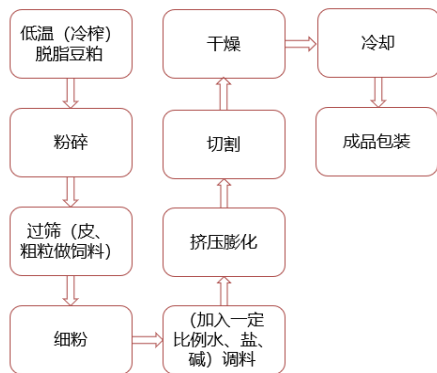 低温（冷榨）
脱脂豆粕
粉碎
过筛（皮、
粗粒做饲料）
细粉
（加入一定
比例水、盐、
碱）调料
挤压膨化
切割
干燥
冷却
成品包装